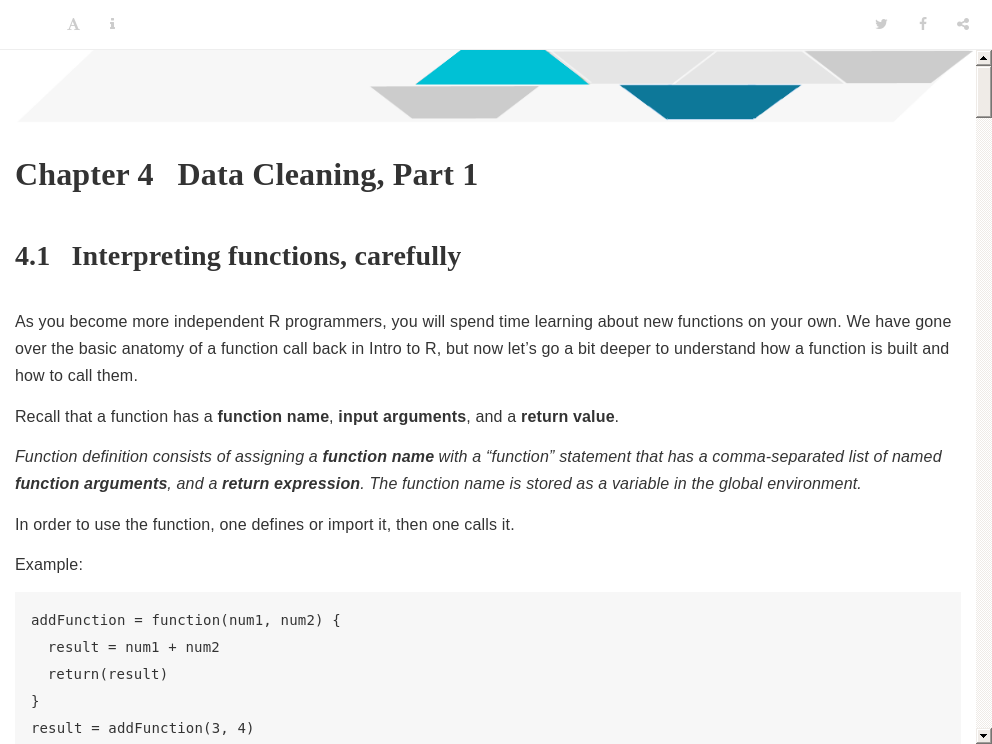 Chapter 4 Data Cleaning, Part 1
4.1 Interpreting functions, carefully
As you become more independent R programmers, you will spend time learning about new functions on your own. We have gone
over the basic anatomy of a function call back in Intro to R, but now let’s go a bit deeper to understand how a function is built and
how to call them.
Recall that a function has a function name, input arguments, and a return value.
Function definition consists of assigning a function name with a “function” statement that has a comma-separated list of named
function arguments, and a return expression. The function name is stored as a variable in the global environment.
In order to use the function, one defines or import it, then one calls it.
Example:
addFunction = function(num1, num2) {
  result = num1 + num2
  return(result)
}
result = addFunction(3, 4)